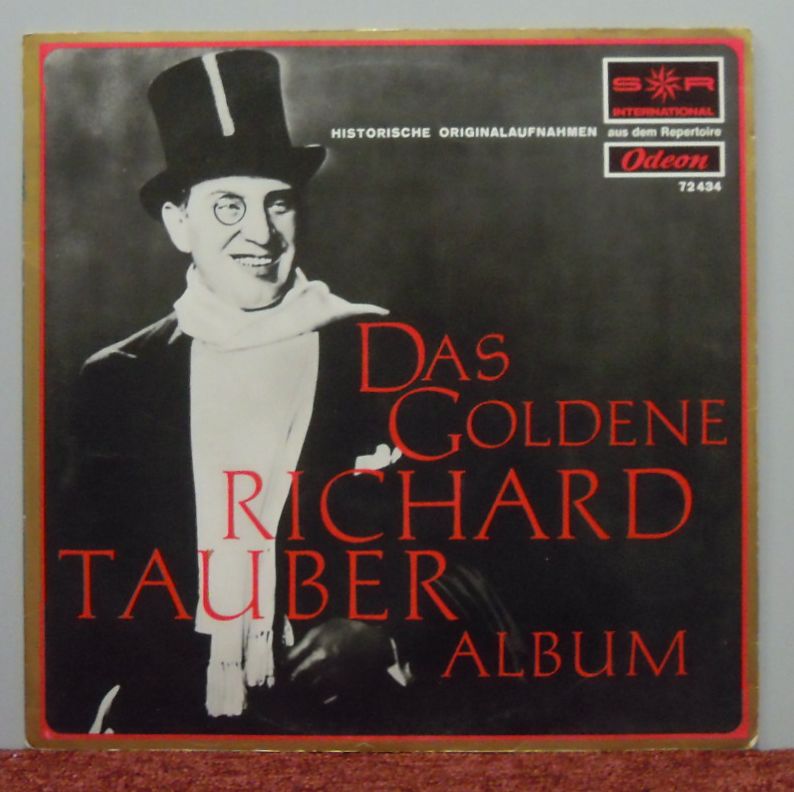 S R
INTERNATIONAL
HISTORISCHE ORIGINALAUFNAHMEN aus dem Repertoire
Odeon
72434
DAS
GOLDENE
RICHARD
TAUBER
ALBUM